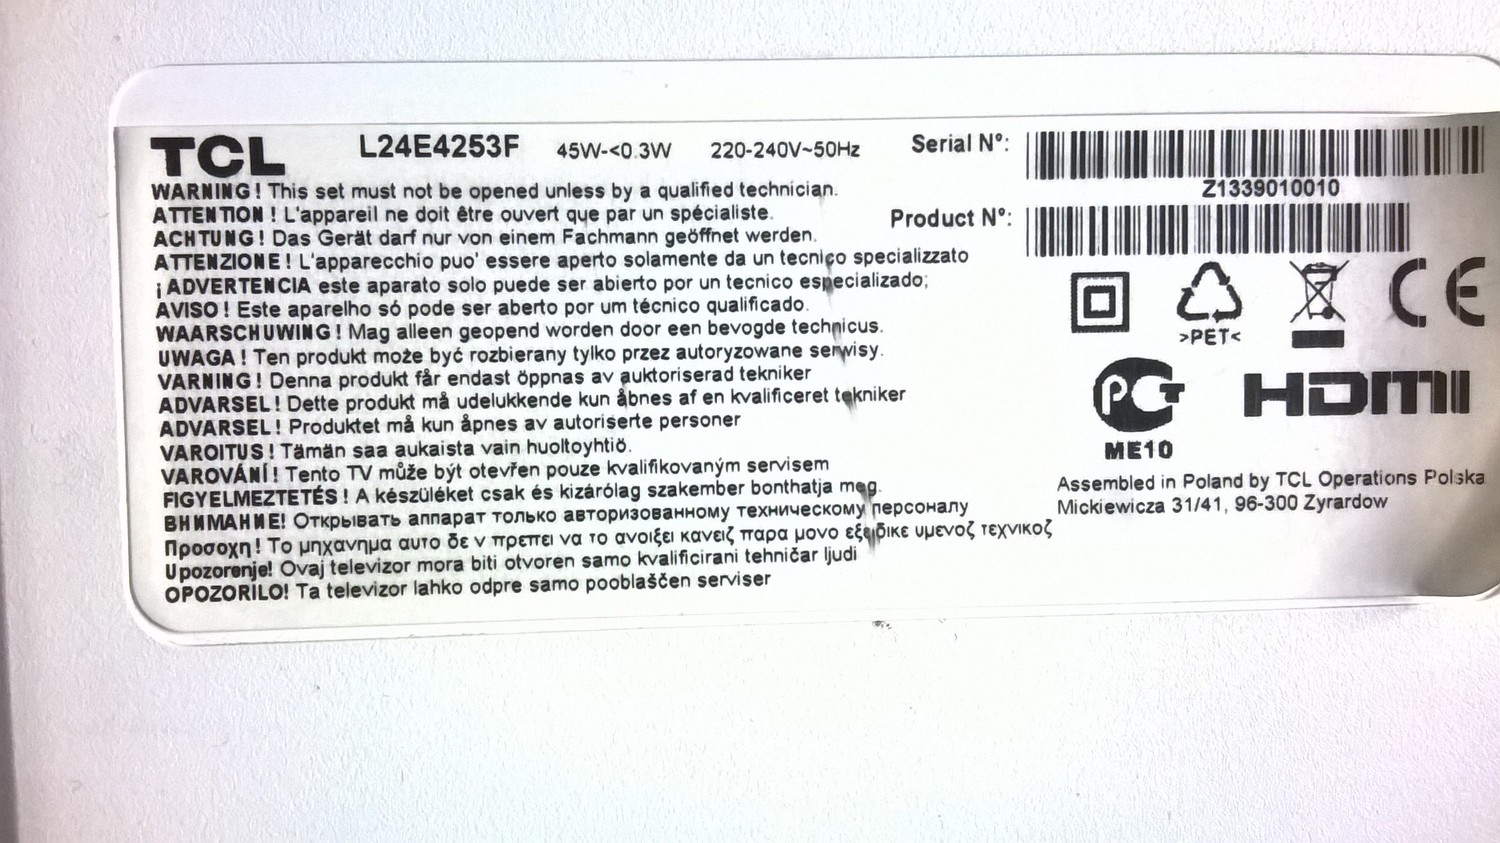 TCL L24E4253F 45W-<0.3W 220-240V~50Hz
WARNING! This set must not be opened unless by a qualified technician.
ATTENTION! L'appareil ne doit être ouvert que par un spécialiste.
ACHTUNG! Das Gerät darf nur von einem Fachmann geöffnet werden.
ATTENZIONE! L'apparecchio puo' essere aperto solamente da un tecnico specializzato
¡ADVERTENCIA este aparato solo puede ser abierto por un tecnico especializado;
AVISO! Este aparelho só pode ser aberto por um técnico qualificado.
WAARSCHUWING! Mag alleen geopend worden door een bevogde technicus.
UWAGA! Ten produkt może być rozbierany tylko przez autoryzowane serwisy.
VARNING! Denna produkt får endast öppnas av auktoriserad tekniker
ADVARSEL! Dette produkt må udelukkende kun åbnes af en kvalificeret tekniker
ADVARSEL! Produktet må kun åpnes av autoriserte personer
VAROITUS! Tämän saa aukaista vain huoltoyhtiö.
VAROVÁNÍ! Tento TV může být otevřen pouze kvalifikovaným servisem
FIGYELMEZTETÉS! A készüléket csak és kizárólag szakember bonthatja meg.
ВНИМАНИЕ! Открывать аппарат только авторизованному техническому персоналу
Προσοχη! Το μηχανημα αυτο δε ν πρεπει να το ανοιξει κανειζ παρα μονο εξειδικε υμενοζ τεχνικοζ
Upozorenje! Ovaj televizor mora biti otvoren samo kvalificirani tehničar ljudi
OPOZORILO! Ta televizor lahko odpre samo pooblaščen serviser
Serial Nº:
Z1339010010
Product Nº:
>PET<
CE
РСТ HDMI
ME10
Assembled in Poland by TCL Operations Polska
Mickiewicza 31/41, 96-300 Zyrardow